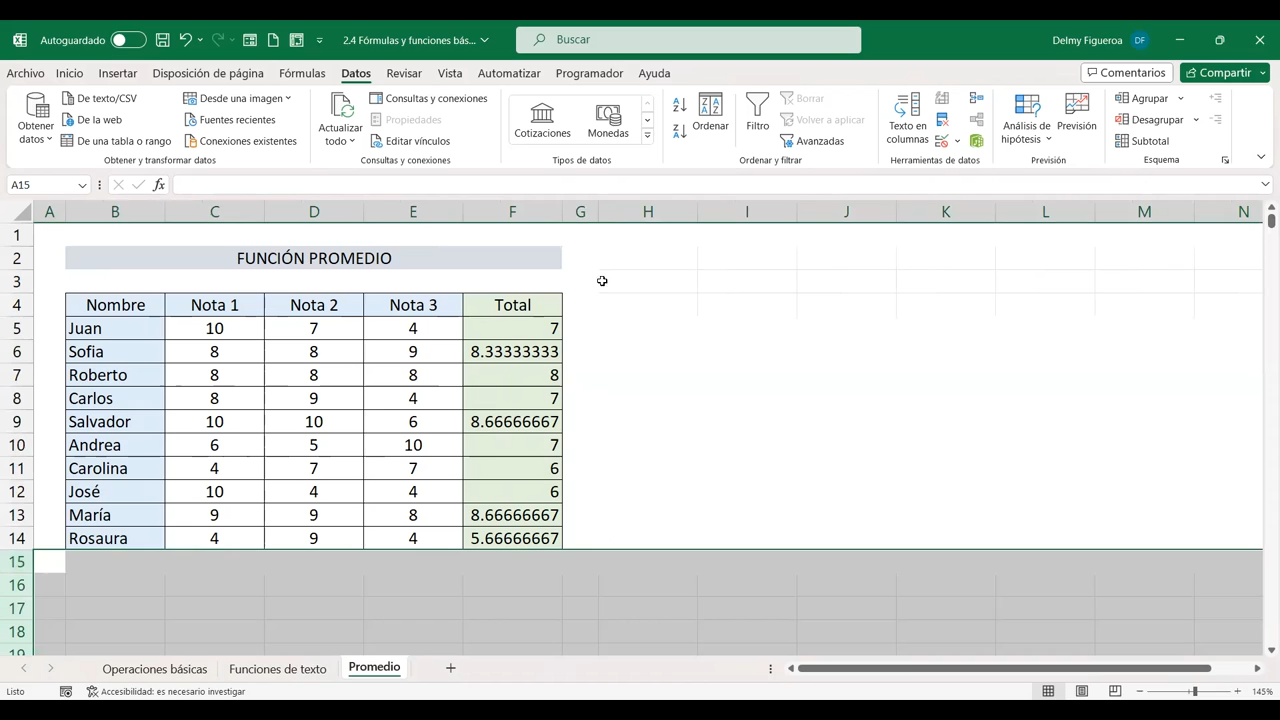 Autoguardado 2.4 Fórmulas y funciones bás... Buscar Delmy Figueroa DF
Archivo Inicio Insertar Disposición de página Fórmulas Datos Revisar Vista Automatizar Programador Ayuda Comentarios Compartir
Obtener datos
De texto/CSV
De la web
De una tabla o rango
Desde una imagen
Fuentes recientes
Conexiones existentes
Obtener y transformar datos
Actualizar todo
Consultas y conexiones
Propiedades
Editar vínculos
Consultas y conexiones
Cotizaciones Monedas
Tipos de datos
Ordenar
Filtro
Borrar
Volver a aplicar
Avanzadas
Ordenar y filtrar
Texto en columnas
Herramientas de datos
Análisis de hipótesis
Previsión
Previsión
Agrupar
Desagrupar
Subtotal
Esquema
A15 fx
A B C D E F G H I J K L M N
1
2 FUNCIÓN PROMEDIO
3
4 Nombre Nota 1 Nota 2 Nota 3 Total
5 Juan 10 7 4 7
6 Sofia 8 8 9 8.33333333
7 Roberto 8 8 8 8
8 Carlos 8 9 4 7
9 Salvador 10 10 6 8.66666667
10 Andrea 6 5 10 7
11 Carolina 4 7 7 6
12 José 10 4 4 6
13 María 9 9 8 8.66666667
14 Rosaura 4 9 4 5.66666667
15
16
17
18
19
Operaciones básicas Funciones de texto Promedio
Listo Accesibilidad: es necesario investigar 145%